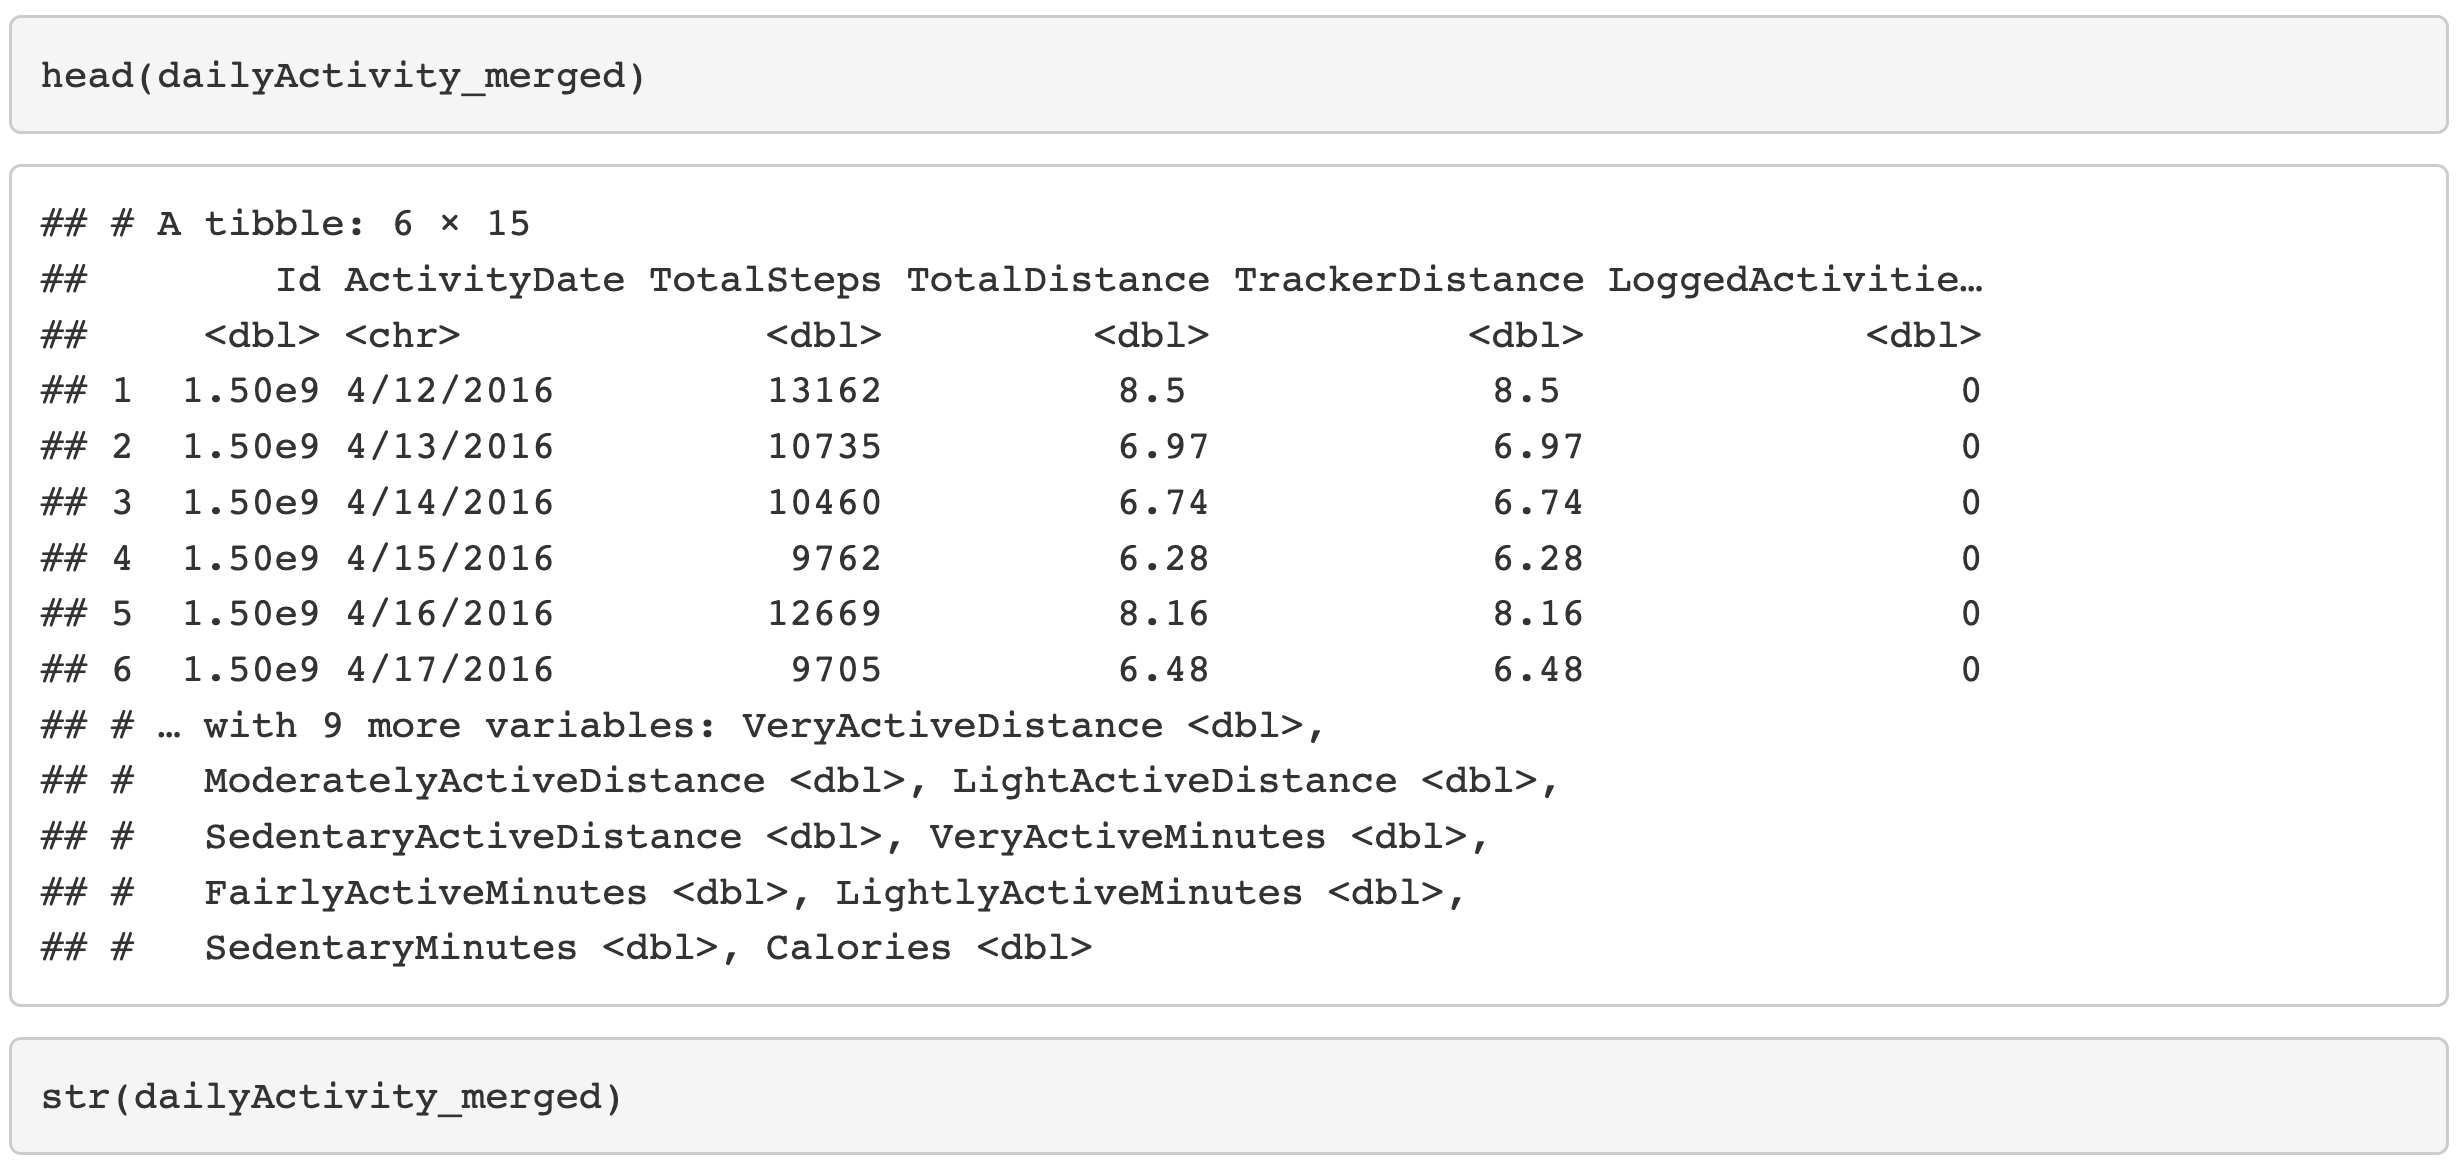 head(dailyActivity_merged)
## # A tibble: 6 × 15
##        Id ActivityDate TotalSteps TotalDistance TrackerDistance LoggedActivitie…
##     <dbl> <chr>             <dbl>         <dbl>           <dbl>            <dbl>
## 1  1.50e9 4/12/2016         13162          8.5             8.5                 0
## 2  1.50e9 4/13/2016         10735          6.97            6.97                0
## 3  1.50e9 4/14/2016         10460          6.74            6.74                0
## 4  1.50e9 4/15/2016          9762          6.28            6.28                0
## 5  1.50e9 4/16/2016         12669          8.16            8.16                0
## 6  1.50e9 4/17/2016          9705          6.48            6.48                0
## # … with 9 more variables: VeryActiveDistance <dbl>,
## #   ModeratelyActiveDistance <dbl>, LightActiveDistance <dbl>,
## #   SedentaryActiveDistance <dbl>, VeryActiveMinutes <dbl>,
## #   FairlyActiveMinutes <dbl>, LightlyActiveMinutes <dbl>,
## #   SedentaryMinutes <dbl>, Calories <dbl>
str(dailyActivity_merged)